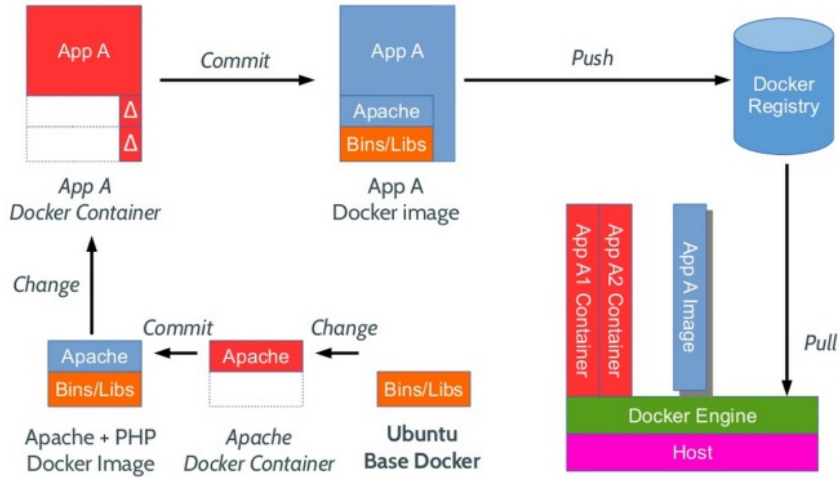 App A
Commit
App A
Push
Docker
Registry
Δ
Apache
Δ
Bins/Libs
App A
Docker Container
App A
Docker image
App A1 Container
App A2 Container
App A Image
Change
Commit
Change
Pull
Apache
Apache
Bins/Libs
Bins/Libs
Docker Engine
Apache + PHP
Docker Image
Apache
Docker Container
Ubuntu
Base Docker
Host